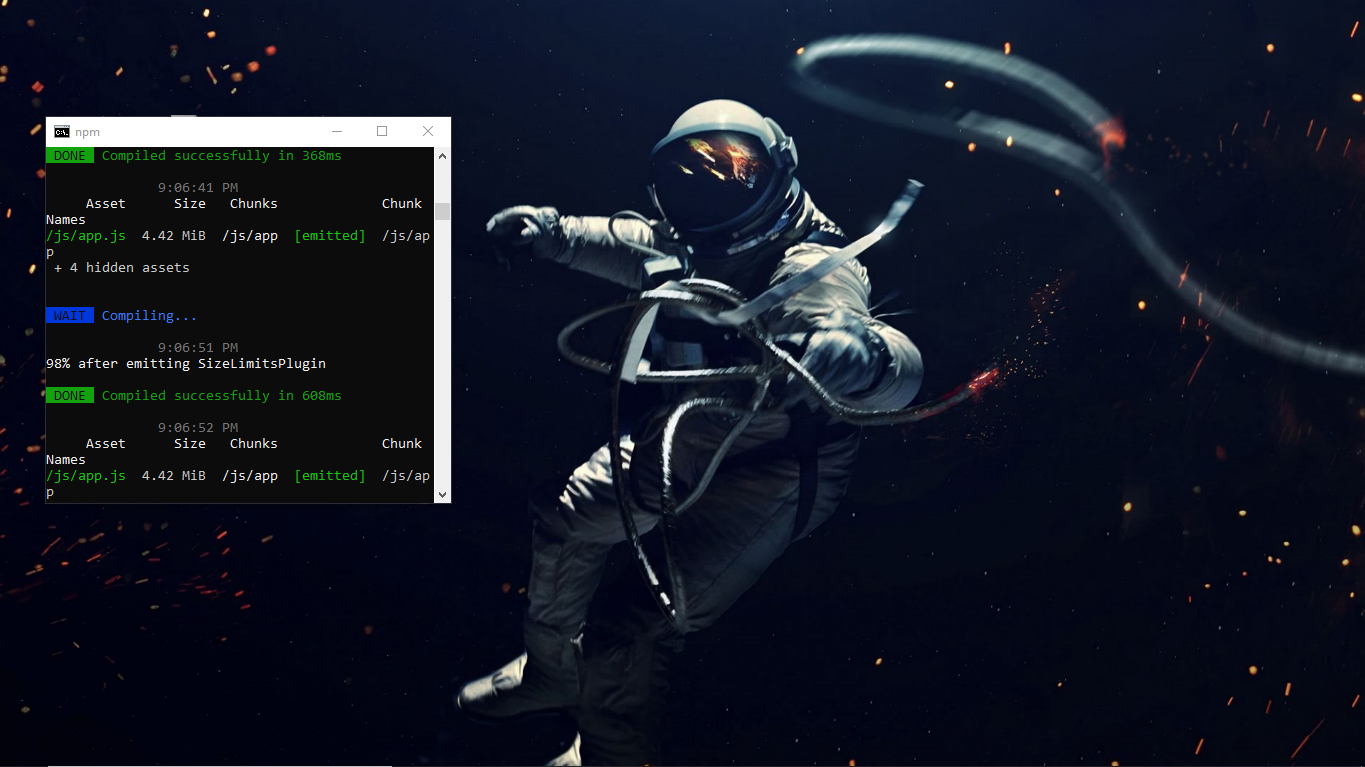 npm
DONE Compiled successfully in 368ms
9:06:41 PM
Asset Size Chunks Chunk
Names
/js/app.js 4.42 MiB /js/app [emitted] /js/ap
p
+ 4 hidden assets
WAIT Compiling...
9:06:51 PM
98% after emitting SizeLimitsPlugin
DONE Compiled successfully in 608ms
9:06:52 PM
Asset Size Chunks Chunk
Names
/js/app.js 4.42 MiB /js/app [emitted] /js/ap
p